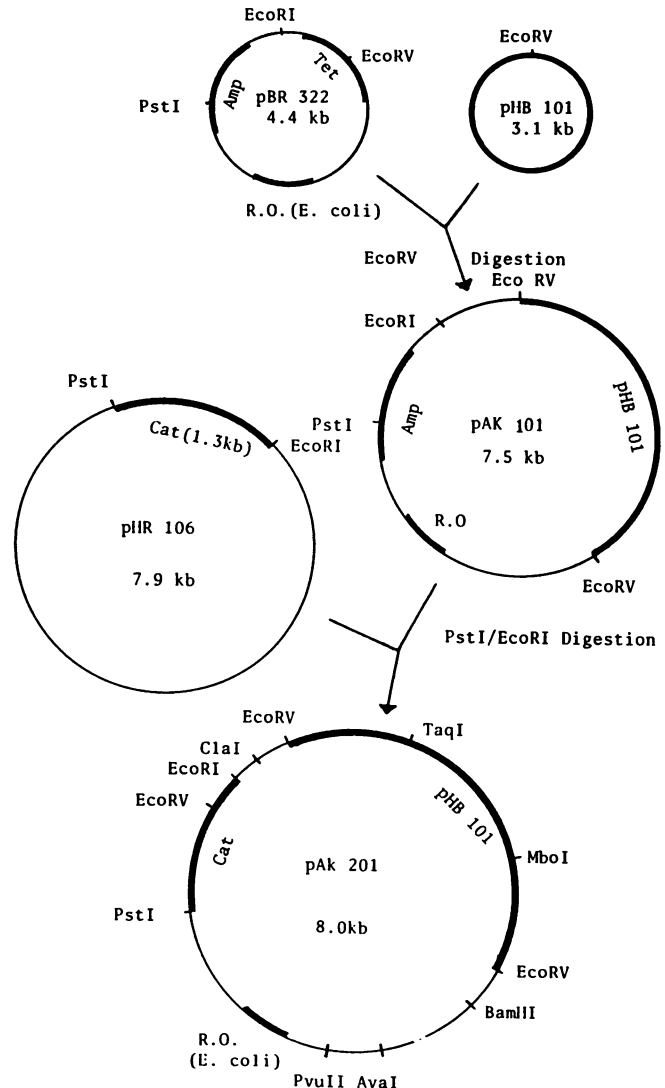 EcoRI
EcoRV
Tet
Amp
PstI
pBR 322
4.4 kb
R.O.(E. coli)
EcoRV
pHB 101
3.1 kb
EcoRV Digestion
Eco RV
EcoRI
PstI
Amp
pAK 101
7.5 kb
pHB 101
R.O
EcoRV
PstI
Cat(1.3kb)
EcoRI
pHR 106
7.9 kb
PstI/EcoRI Digestion
EcoRV
TaqI
ClaI
EcoRI
EcoRV
pHB 101
Cat
pAk 201
8.0kb
MboI
PstI
EcoRV
BamHI
R.O.
(E. coli)
PvuII AvaI